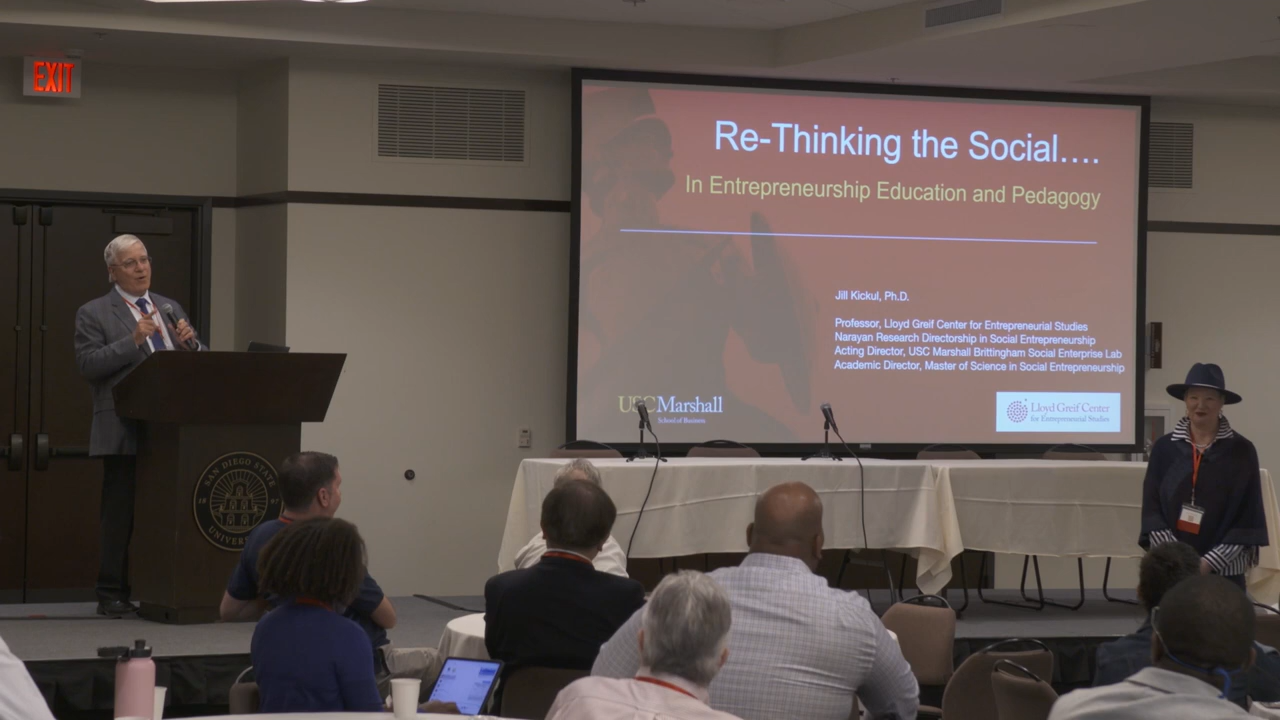 EXIT
Re-Thinking the Social....
In Entrepreneurship Education and Pedagogy
Jill Kickul, Ph.D.
Professor, Lloyd Greif Center for Entrepreneurial Studies
Narayan Research Directorship in Social Entrepreneurship
Acting Director, USC Marshall Brittingham Social Enterprise Lab
Academic Director, Master of Science in Social Entrepreneurship
USC Marshall
School of Business
Lloyd Greif Center
for Entrepreneurial Studies
SAN DIEGO STATE
18 97
UNIVERSITY